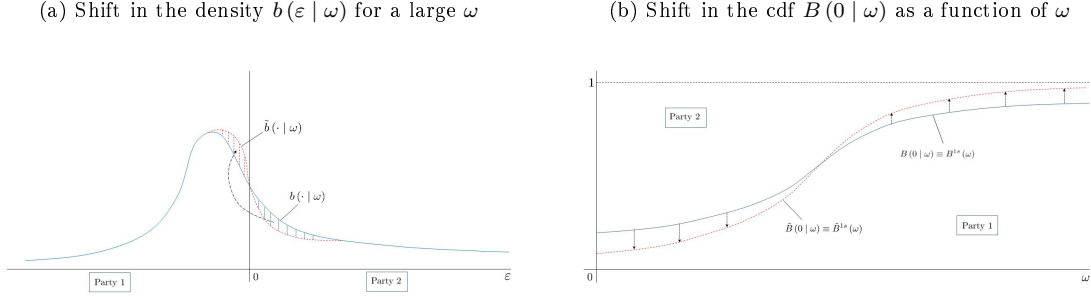 (a) Shift in the density b (ε | ω) for a large ω
b̃ (· | ω)
b (· | ω)
0
ε
Party 1
Party 2
(b) Shift in the cdf B (0 | ω) as a function of ω
1
Party 2
B (0 | ω) ≡ B¹ˢ (ω)
B̃ (0 | ω) ≡ B̃¹ˢ (ω)
Party 1
0
ω